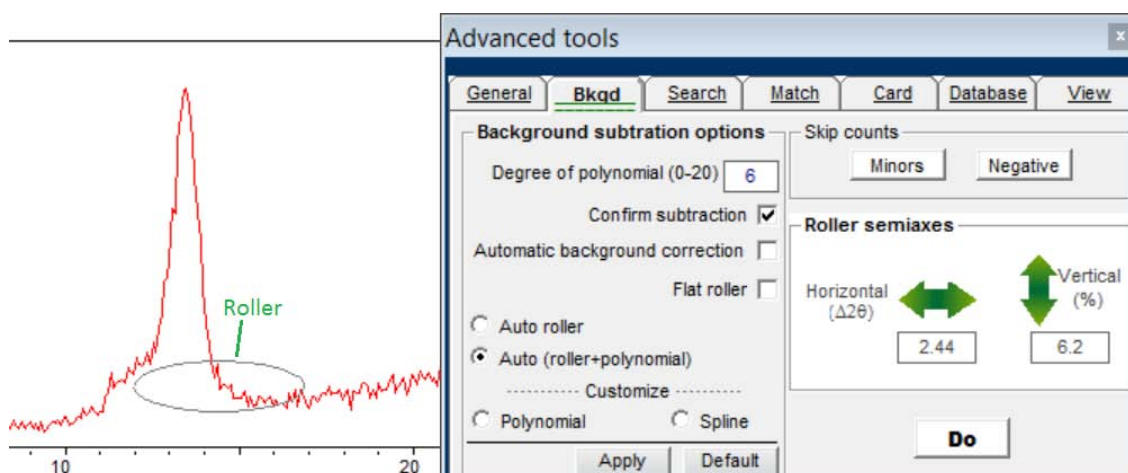 Roller
10 20
Advanced tools
x
General Bkgd Search Match Card Database View
Background subtration options
Degree of polynomial (0-20) 6
Confirm subtraction
Automatic background correction
Flat roller
Auto roller
Auto (roller+polynomial)
---------- Customize ----------
Polynomial Spline
Apply Default
Skip counts
Minors Negative
Roller semiaxes
Horizontal
(Δ2θ)
2.44
Vertical
(%)
6.2
Do